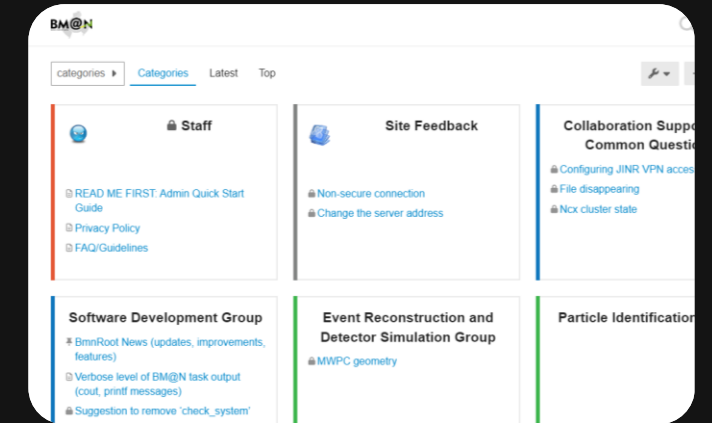 BM@N
categories
Categories
Latest
Top
Staff
READ ME FIRST: Admin Quick Start
Guide
Privacy Policy
FAQ/Guidelines
Site Feedback
Non-secure connection
Change the server address
Collaboration Suppo
Common Questi
Configuring JINR VPN acces
File disappearing
Ncx cluster state
Software Development Group
BmnRoot News (updates, improvements,
features)
Verbose level of BM@N task output
(cout, printf messages)
Suggestion to remove 'check_system'
Event Reconstruction and
Detector Simulation Group
MWPC geometry
Particle Identification